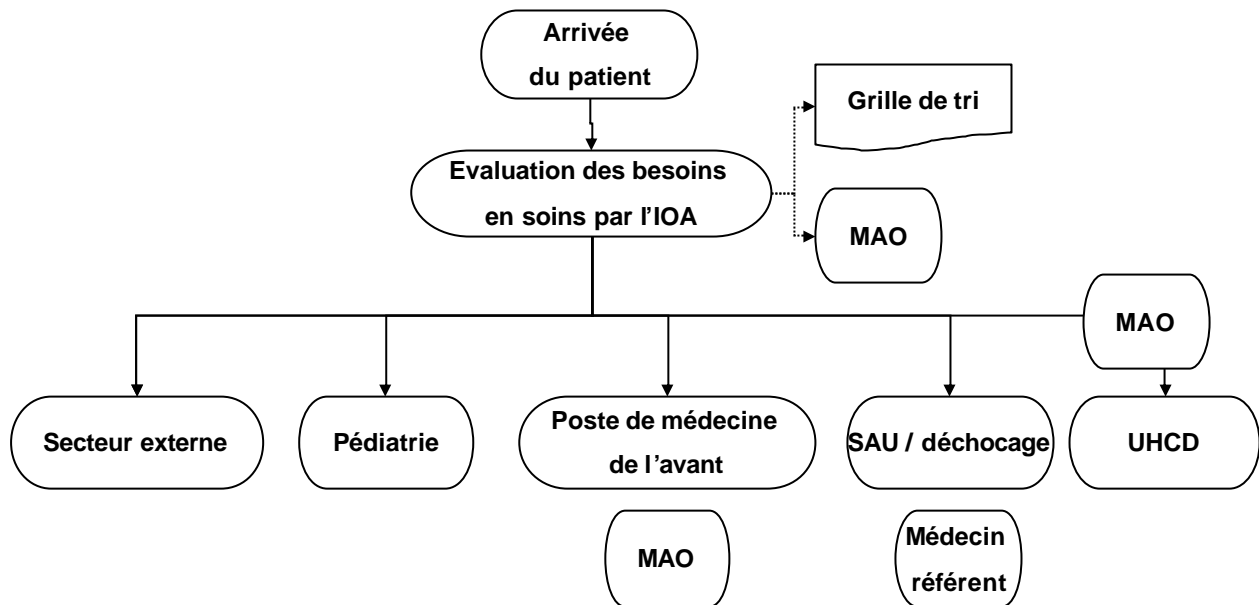 Arrivée
du patient
Grille de tri
Evaluation des besoins
en soins par l'IOA
MAO
MAO
Secteur externe
Pédiatrie
Poste de médecine
de l'avant
SAU / déchocage
UHCD
MAO
Médecin
référent